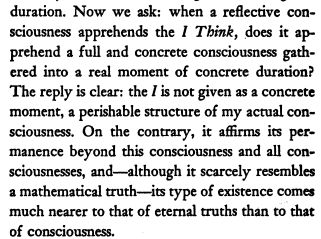 duration. Now we ask: when a reflective con-
sciousness apprehends the I Think, does it ap-
prehend a full and concrete consciousness gath-
ered into a real moment of concrete duration?
The reply is clear: the I is not given as a concrete
moment, a perishable structure of my actual con-
sciousness. On the contrary, it affirms its per-
manence beyond this consciousness and all con-
sciousnesses, and—although it scarcely resembles
a mathematical truth—its type of existence comes
much nearer to that of eternal truths than to that
of consciousness.